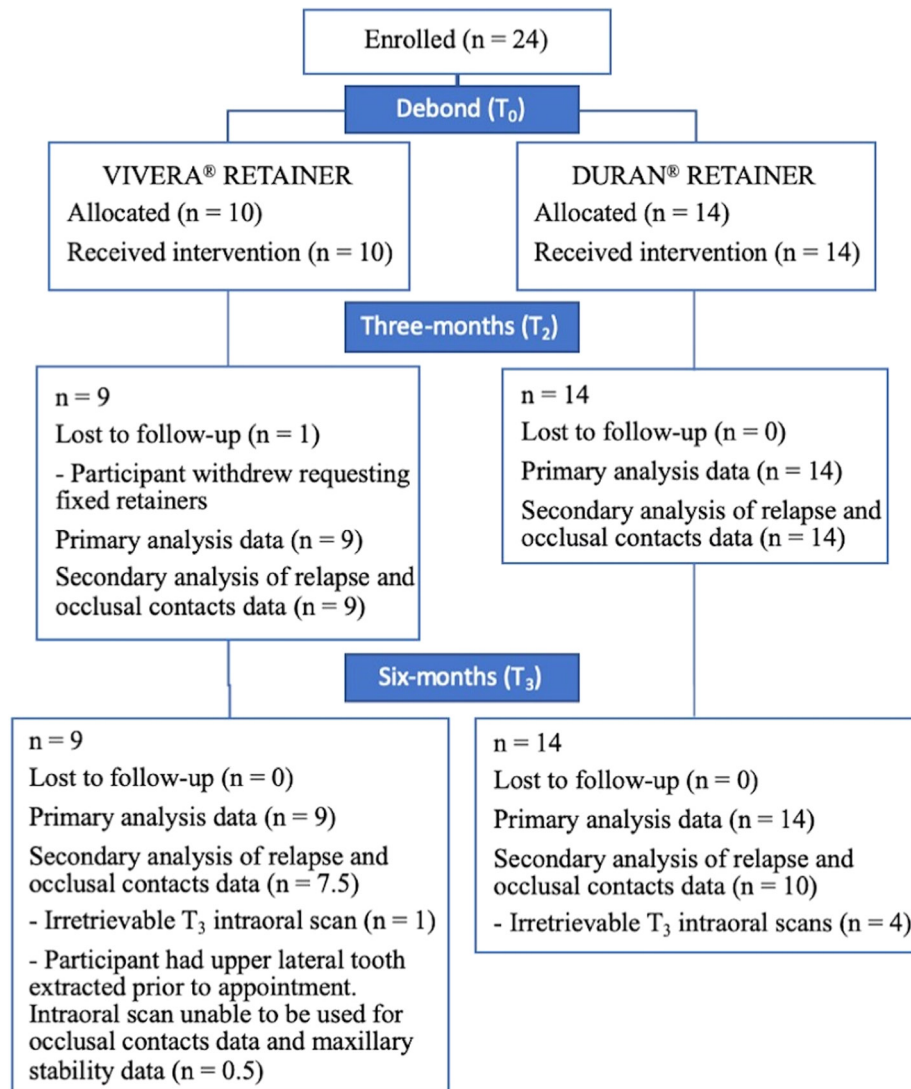 Enrolled (n = 24)
Debond (T₀)
VIVERA® RETAINER
Allocated (n = 10)
Received intervention (n = 10)
DURAN® RETAINER
Allocated (n = 14)
Received intervention (n = 14)
Three-months (T₂)
n = 9
Lost to follow-up (n = 1)
- Participant withdrew requesting
fixed retainers
Primary analysis data (n = 9)
Secondary analysis of relapse and
occlusal contacts data (n = 9)
n = 14
Lost to follow-up (n = 0)
Primary analysis data (n = 14)
Secondary analysis of relapse and
occlusal contacts data (n = 14)
Six-months (T₃)
n = 9
Lost to follow-up (n = 0)
Primary analysis data (n = 9)
Secondary analysis of relapse and
occlusal contacts data (n = 7.5)
- Irretrievable T₃ intraoral scan (n = 1)
- Participant had upper lateral tooth
extracted prior to appointment.
Intraoral scan unable to be used for
occlusal contacts data and maxillary
stability data (n = 0.5)
n = 14
Lost to follow-up (n = 0)
Primary analysis data (n = 14)
Secondary analysis of relapse and
occlusal contacts data (n = 10)
- Irretrievable T₃ intraoral scans (n = 4)